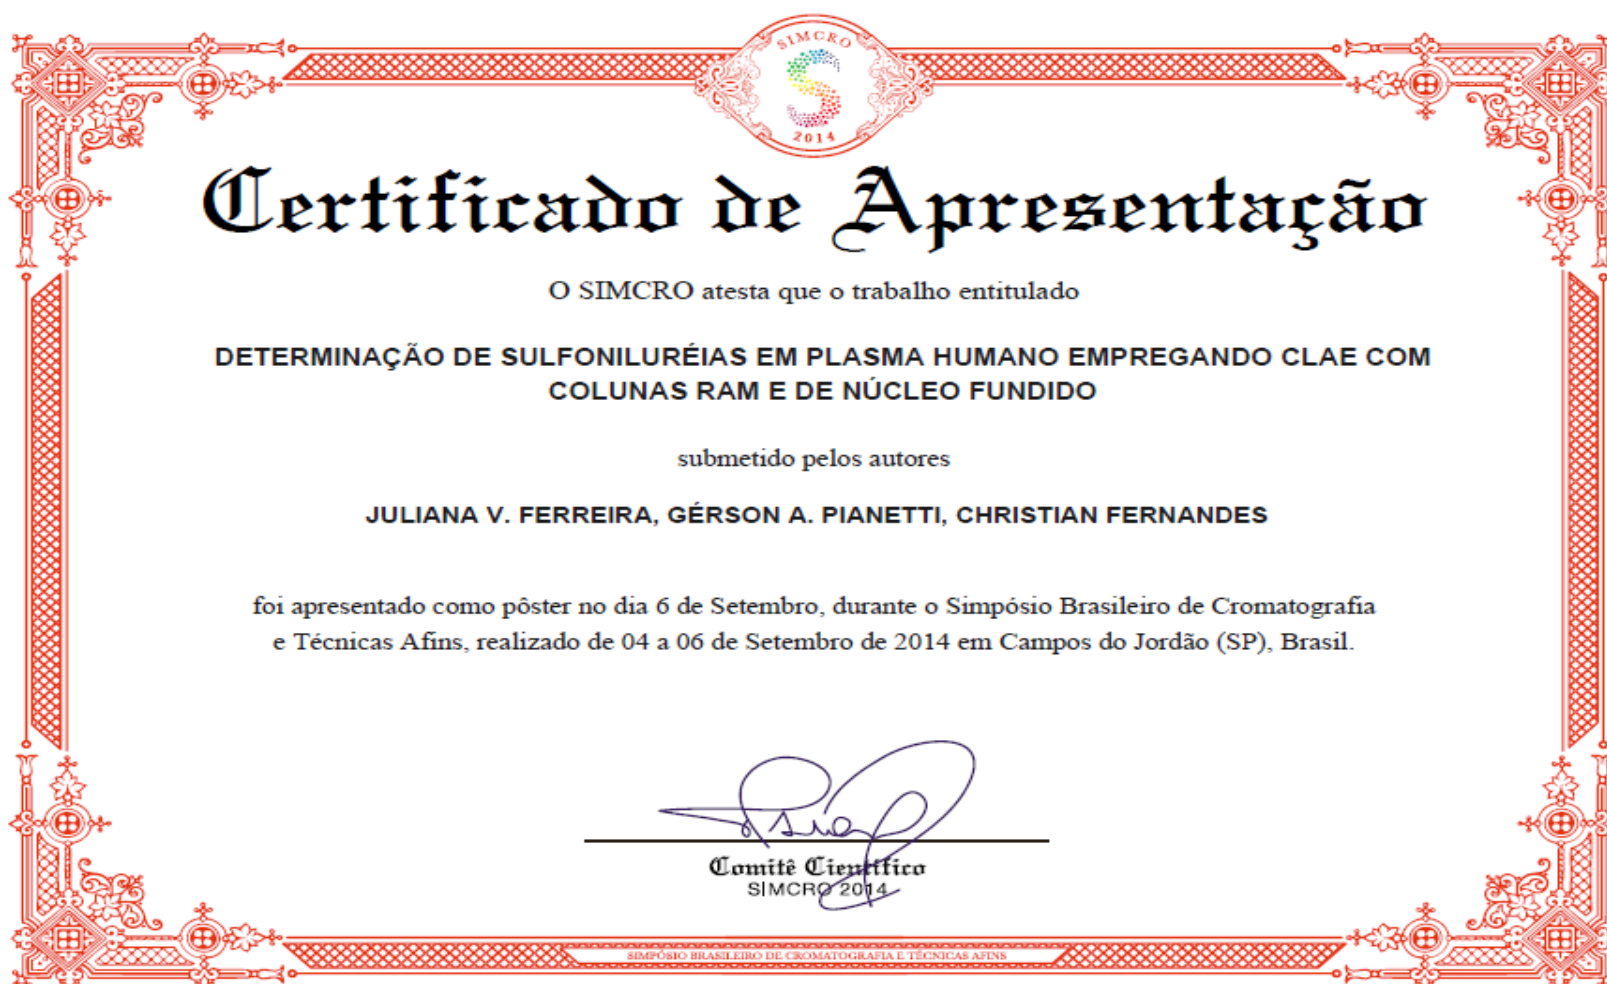 SIMCRO
2014
Certificado de Apresentação
O SIMCRO atesta que o trabalho entitulado
DETERMINAÇÃO DE SULFONILURÉIAS EM PLASMA HUMANO EMPREGANDO CLAE COM
COLUNAS RAM E DE NÚCLEO FUNDIDO
submetido pelos autores
JULIANA V. FERREIRA, GÉRSON A. PIANETTI, CHRISTIAN FERNANDES
foi apresentado como pôster no dia 6 de Setembro, durante o Simpósio Brasileiro de Cromatografia
e Técnicas Afins, realizado de 04 a 06 de Setembro de 2014 em Campos do Jordão (SP), Brasil.
Comitê Científico
SIMCRO 2014
SIMPÓSIO BRASILEIRO DE CROMATOGRAFIA E TÉCNICAS AFINS